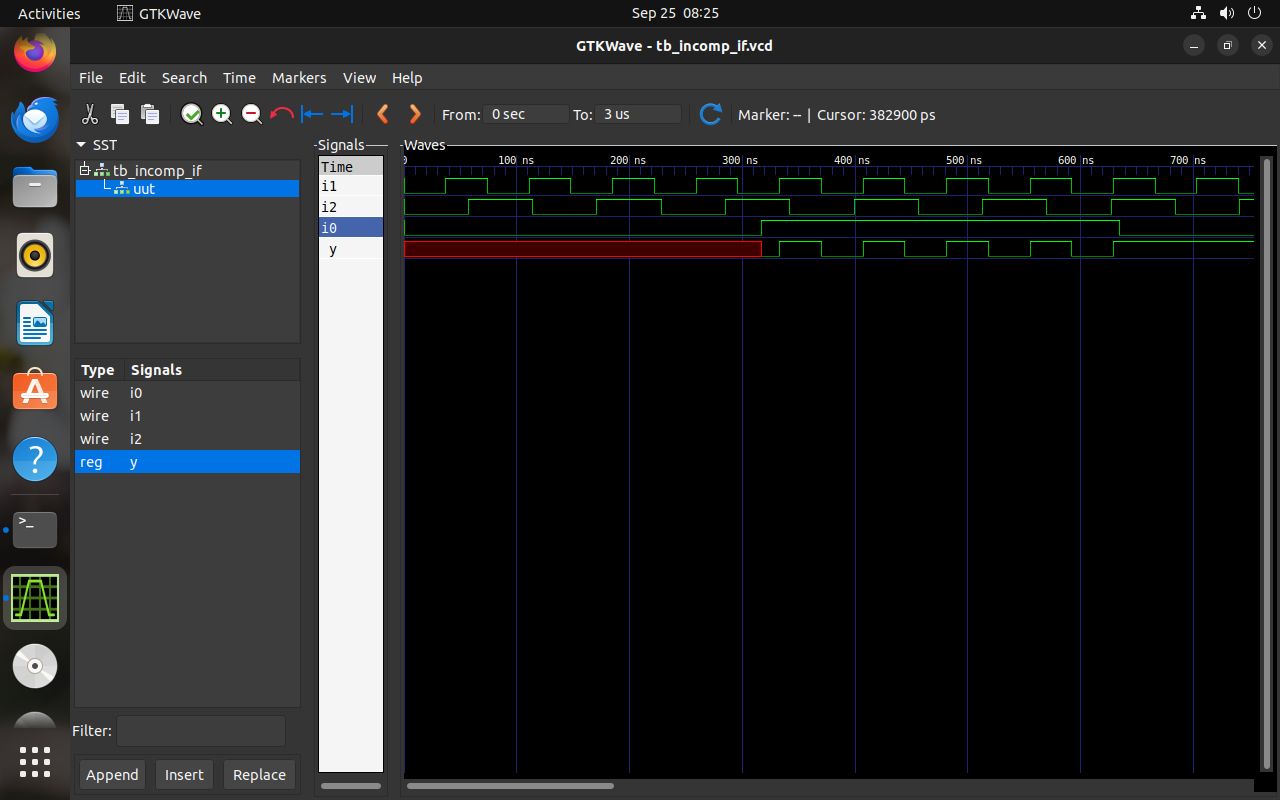 Activities GTKWave Sep 25 08:25
GTKWave - tb_incomp_if.vcd
File Edit Search Time Markers View Help
From: 0 sec To: 3 us Marker: -- | Cursor: 382900 ps
SST
tb_incomp_if
uut
Type Signals
wire i0
wire i1
wire i2
reg y
Filter:
Append Insert Replace
Signals
Time
i1
i2
i0
y
Waves
0 100 ns 200 ns 300 ns 400 ns 500 ns 600 ns 700 ns